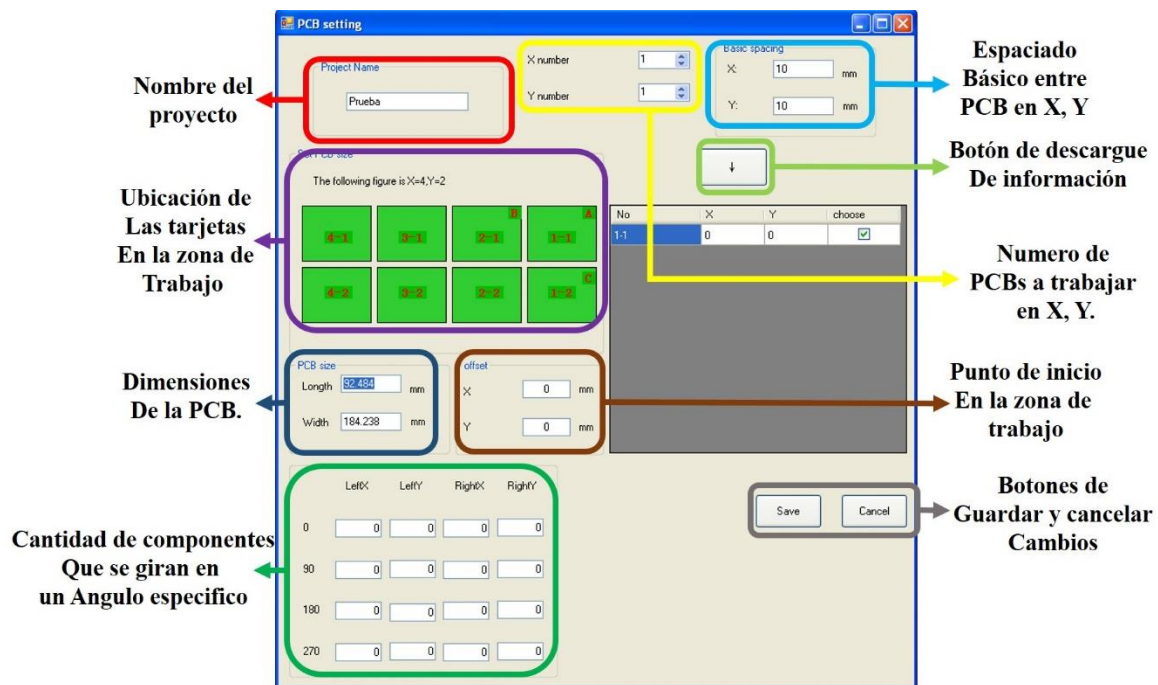 PCB setting
Nombre del
proyecto
Project Name
Prueba
X number 1
Y number 1
Basic spacing
X: 10 mm
Y: 10 mm
Espaciado
Básico entre
PCB en X, Y
↓
Botón de descargue
De información
Set PCB size
The following figure is X=4,Y=2
4-1 3-1 B 2-1 A 1-1
4-2 3-2 2-2 C 1-2
Ubicación de
Las tarjetas
En la zona de
Trabajo
No X Y choose
1-1 0 0
Numero de
PCBs a trabajar
en X, Y.
Dimensiones
De la PCB.
PCB size
Length 92.484 mm
Width 184.238 mm
offset
X 0 mm
Y 0 mm
Punto de inicio
En la zona de
trabajo
Cantidad de componentes
Que se giran en
un Angulo especifico
LeftX LeftY RightX RightY
0 0 0 0 0
90 0 0 0 0
180 0 0 0 0
270 0 0 0 0
Save Cancel
Botones de
Guardar y cancelar
Cambios